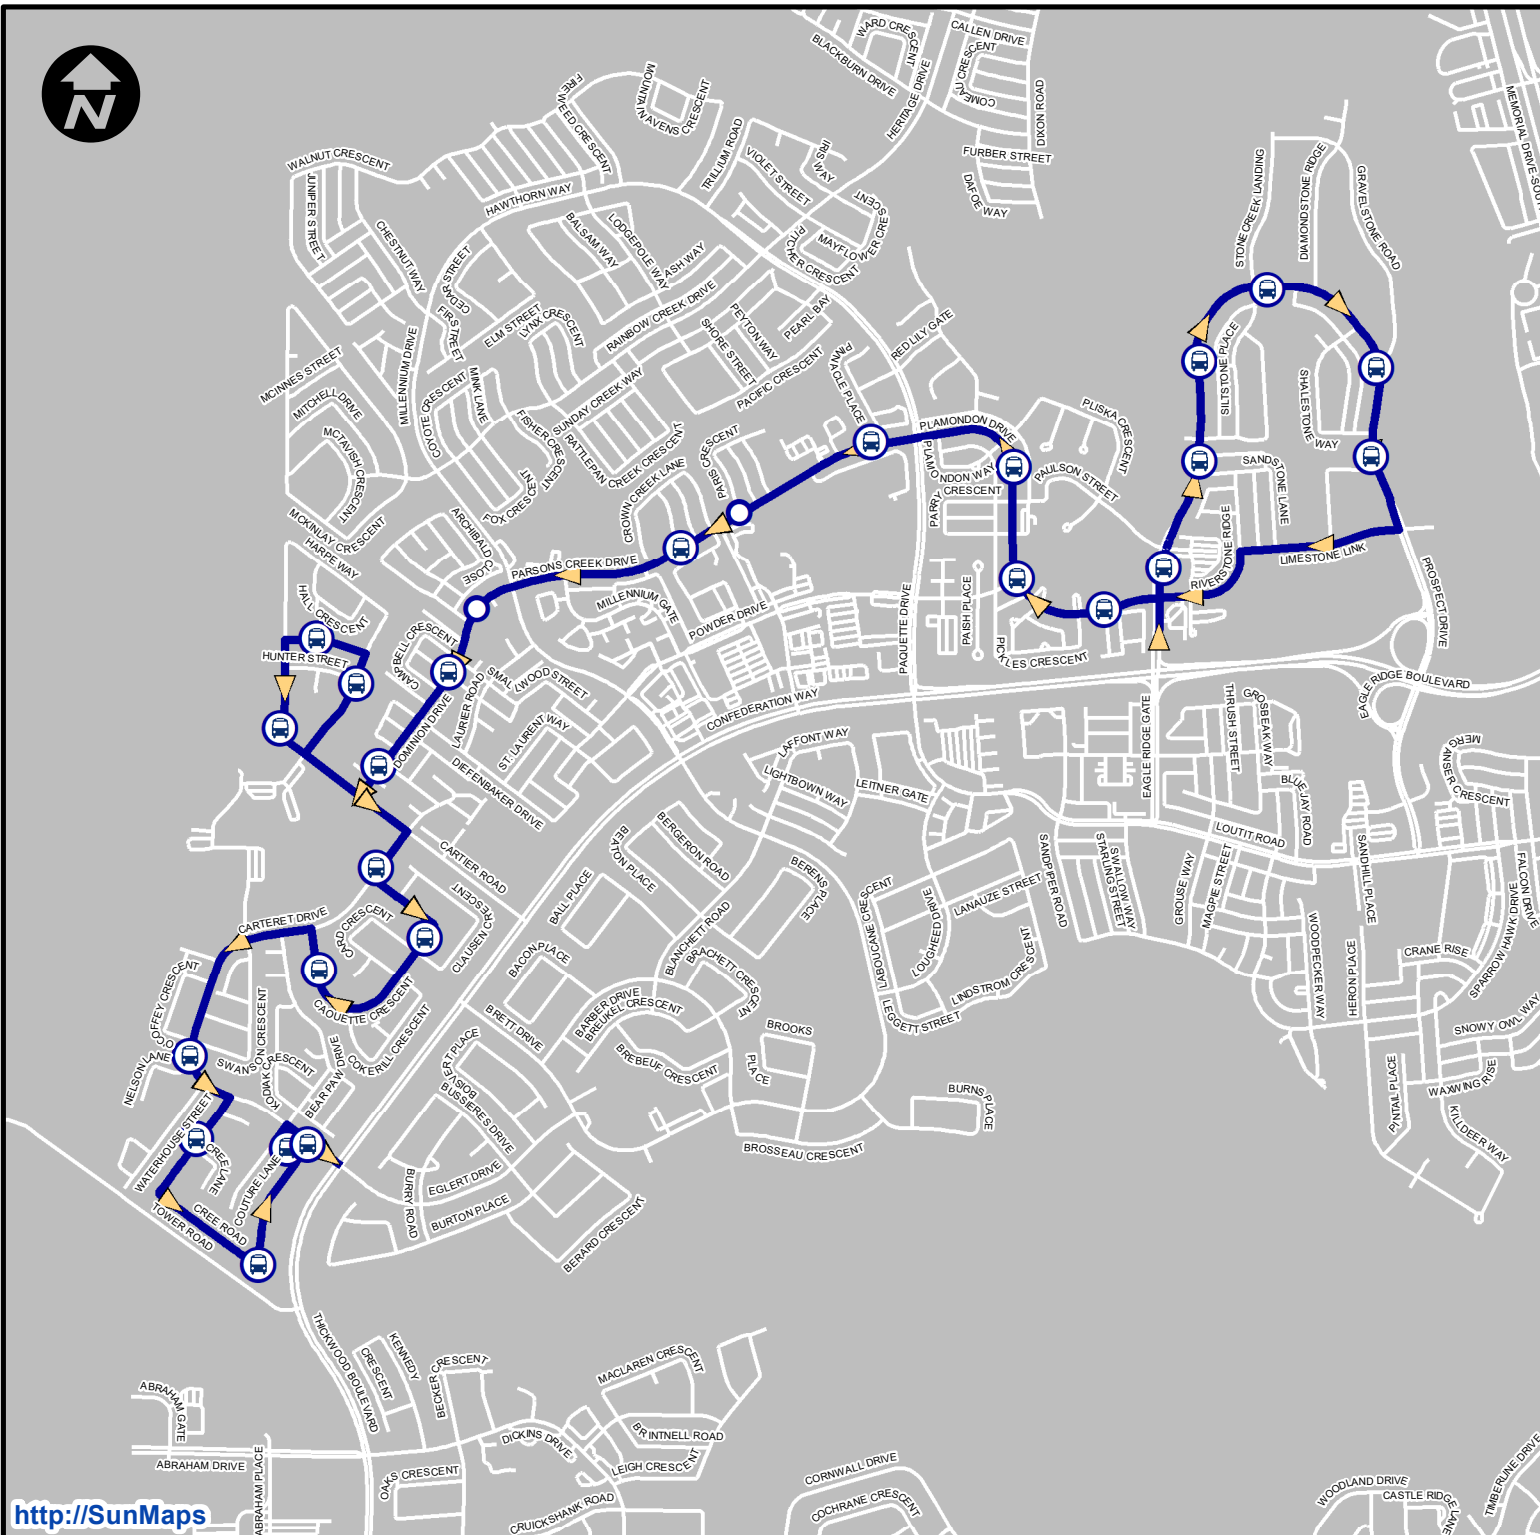 N
WARD CRESCENT
CALLEN DRIVE
BLACKBURN DRIVE
COMEAU CRESCENT
HERITAGE DRIVE
DIXON ROAD
FURBER STREET
DAFOE WAY
MEMORIAL DRIVE-SOUTH
MOUNTAIN AVENS CRESCENT
FIREWEED CRESCENT
TRILLIUM ROAD
VIOLET STREET
IRIS WAY
WALNUT CRESCENT
JUNIPER STREET
HAWTHORN WAY
CHESTNUT WAY
BALSAM WAY
LODGEPOLE WAY
ASH WAY
PITCHER CRESCENT
MAYFLOWER CRESCENT
STONECREEK LANDING
DIAMONDSTONE RIDGE
GRAVELSTONE ROAD
CEDAR STREET
FIR STREET
ELM STREET
LYNX CRESCENT
RAINBOW CREEK DRIVE
SHORE STREET
PEYTON WAY
PEARL BAY
RED LILY GATE
MCINNES STREET
MITCHELL DRIVE
MILLENNIUM DRIVE
COYOTE CRESCENT
MINK LANE
SUNDAY CREEK WAY
PACIFIC CRESCENT
PINNACLE PLACE
SILTSTONE PLACE
SHALESTONE WAY
MCTAVISH CRESCENT
FISHER CRESCENT
RATTLEPAN CREEK CRESCENT
PARIS CRESCENT
PLAMONDON DRIVE
PLISKA CRESCENT
FOX CRESCENT
CROWN CREEK LANE
PLAMONDON WAY
PARRY CRESCENT
PAULSON STREET
SANDSTONE LANE
MCKINLAY CRESCENT
HARPE WAY
ARCHIBALD CLOSE
PARSONS CREEK DRIVE
MILLENNIUM GATE
POWDER DRIVE
PAQUETTE DRIVE
PAISH PLACE
PICKLES CRESCENT
RIVERSTONE RIDGE
LIMESTONE LINK
PROSPECT DRIVE
HALL CRESCENT
HUNTER STREET
CAMPBELL CRESCENT
SMALLWOOD STREET
LAURIER ROAD
DOMINION DRIVE
ST. LAURENT WAY
DIEFENBAKER DRIVE
CONFEDERATION WAY
LAFFONT WAY
LIGHTBOWN WAY
LEITNER GATE
EAGLE RIDGE GATE
THRUSH STREET
GROSBEAK WAY
EAGLE RIDGE BOULEVARD
MERGANSER CRESCENT
BLUE JAY ROAD
LOUTIT ROAD
SANDHILL PLACE
FALCON DRIVE
CARTIER ROAD
BERGERON ROAD
BEATON PLACE
BALL PLACE
BERENS PLACE
LABOUCANE CRESCENT
LANAUZE STREET
LOUGHEED DRIVE
SANDPIPER ROAD
STARLING STREET
SWALLOW WAY
GROUSE WAY
MAGPIE STREET
CARTERET DRIVE
CARD CRESCENT
CLAUSEN CRESCENT
BACON PLACE
BLANCHETT ROAD
BRACHETT CRESCENT
LINDSTROM CRESCENT
WOODPECKER WAY
HERON PLACE
CRANE RISE
SPARROW HAWK DRIVE
COFFEY CRESCENT
CAOUETTE CRESCENT
BARBER DRIVE
BREUKEL CRESCENT
BRETT DRIVE
LEGGETT STREET
SNOWY OWL WAY
NELSON LANE
SWANSON CRESCENT
KODIAK CRESCENT
BEAR PAW DRIVE
COKERILL CRESCENT
BOISVERT PLACE
BUSSIERES DRIVE
BREBEUF CRESCENT
BROOKS PLACE
BURNS PLACE
PINTAIL PLACE
WAXWING RISE
KILLDEER WAY
WATERHOUSE STREET
CREE LANE
COUTURE LANE
BROSSEAU CRESCENT
TOWER ROAD
CREE ROAD
BURRY ROAD
EGLERT DRIVE
BURTON PLACE
BERARD CRESCENT
THICKWOOD BOULEVARD
KENNEDY CRESCENT
BECKER CRESCENT
MACLAREN CRESCENT
ABRAHAM GATE
ABRAHAM DRIVE
ABRAHAM PLACE
OAKS CRESCENT
DICKINS DRIVE
BRINTNELL ROAD
LEIGH CRESCENT
CRUICKSHANK ROAD
CORNWALL DRIVE
COCHRANE CRESCENT
WOODLAND DRIVE
CASTLE RIDGE LANE
TIMBERLINE DRIVE
http://SunMaps